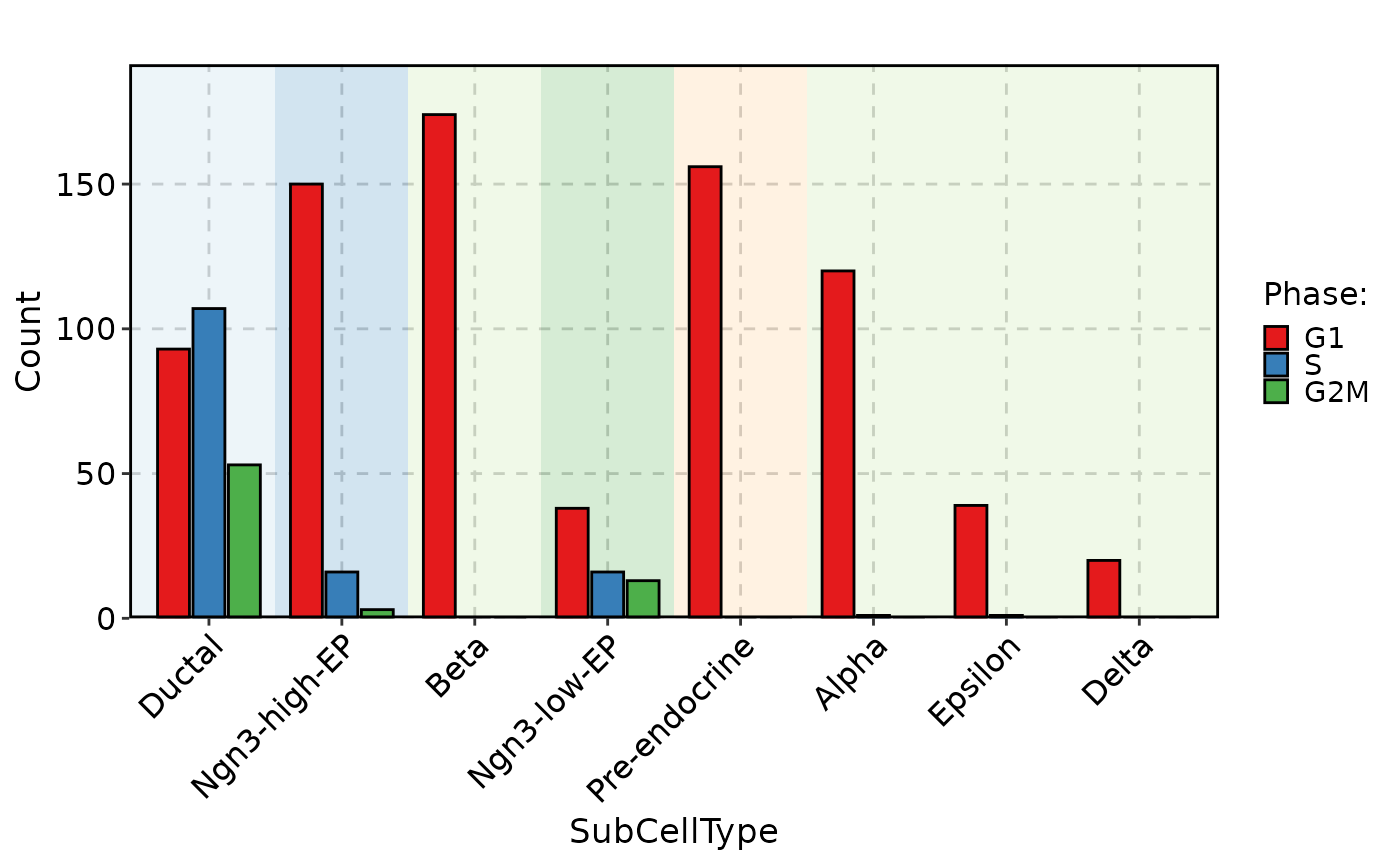 150
100
50
0
Count
Ductal
Ngn3-high-EP
Beta
Ngn3-low-EP
Pre-endocrine
Alpha
Epsilon
Delta
SubCellType
Phase:
G1
S
G2M